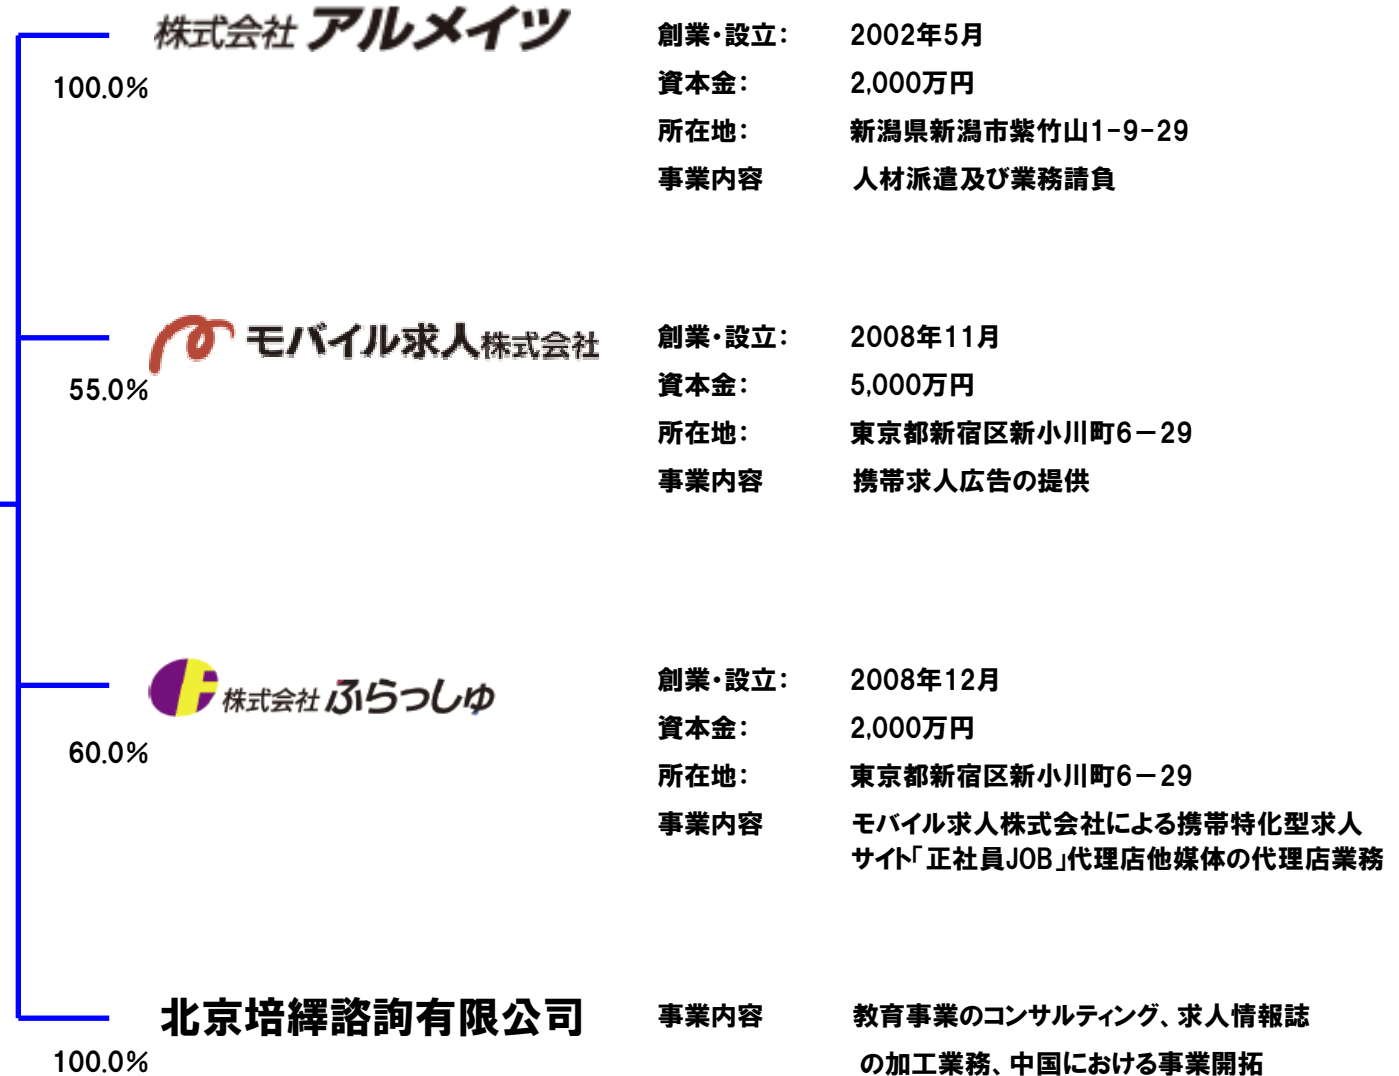 株式会社 アルメイツ
100.0%
創業・設立： 2002年5月
資本金： 2,000万円
所在地： 新潟県新潟市紫竹山1-9-29
事業内容 人材派遣及び業務請負
モバイル求人株式会社
55.0%
創業・設立： 2008年11月
資本金： 5,000万円
所在地： 東京都新宿区新小川町6－29
事業内容 携帯求人広告の提供
株式会社 ふらっしゅ
60.0%
創業・設立： 2008年12月
資本金： 2,000万円
所在地： 東京都新宿区新小川町6－29
事業内容 モバイル求人株式会社による携帯特化型求人
サイト「正社員JOB」代理店他媒体の代理店業務
北京培繹諮詢有限公司
100.0%
事業内容 教育事業のコンサルティング、求人情報誌
の加工業務、中国における事業開拓